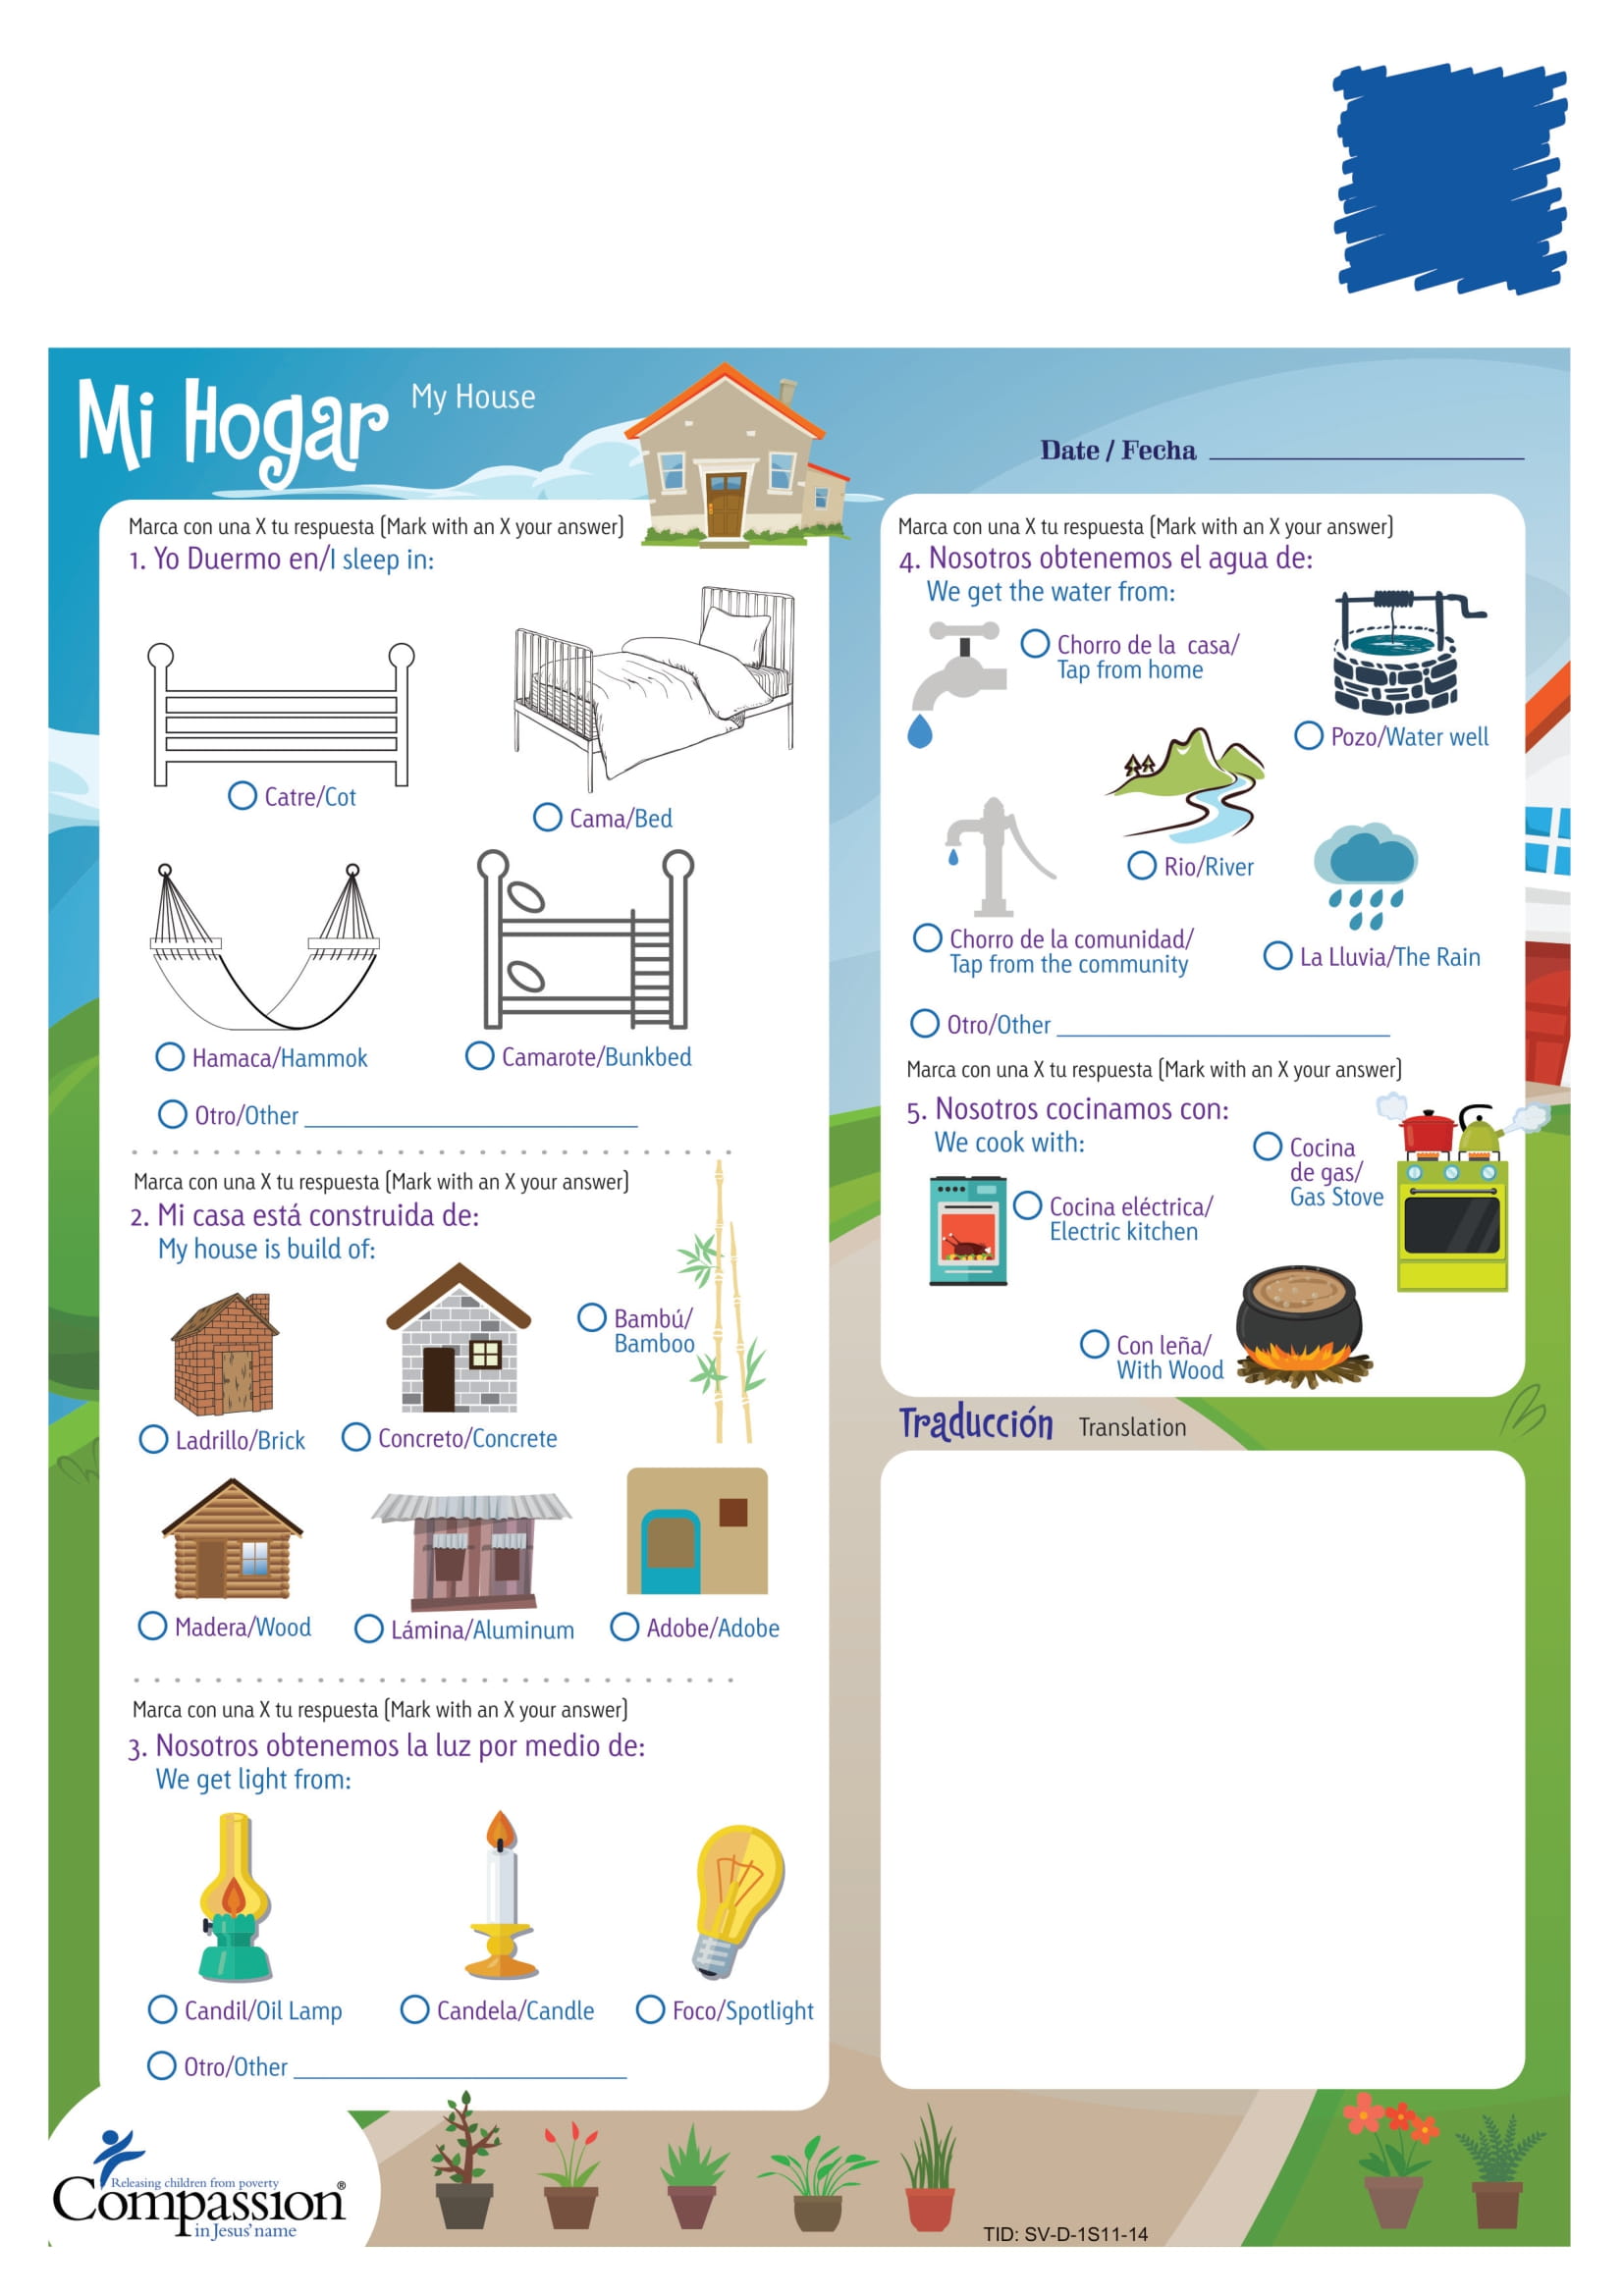 Mi Hogar My House
Date / Fecha
Marca con una X tu respuesta (Mark with an X your answer)
1. Yo Duermo en/I sleep in:
Catre/Cot
Cama/Bed
Hamaca/Hammok
Camarote/Bunkbed
Otro/Other
Marca con una X tu respuesta (Mark with an X your answer)
2. Mi casa está construida de:
My house is build of:
Bambú/
Bamboo
Ladrillo/Brick
Concreto/Concrete
Madera/Wood
Lámina/Aluminum
Adobe/Adobe
Marca con una X tu respuesta (Mark with an X your answer)
3. Nosotros obtenemos la luz por medio de:
We get light from:
Candil/Oil Lamp
Candela/Candle
Foco/Spotlight
Otro/Other
Marca con una X tu respuesta (Mark with an X your answer)
4. Nosotros obtenemos el agua de:
We get the water from:
Chorro de la casa/
Tap from home
Pozo/Water well
Rio/River
Chorro de la comunidad/
Tap from the community
La Lluvia/The Rain
Otro/Other
Marca con una X tu respuesta (Mark with an X your answer)
5. Nosotros cocinamos con:
We cook with:
Cocina
de gas/
Gas Stove
Cocina eléctrica/
Electric kitchen
Con leña/
With Wood
Traducción Translation
Releasing children from poverty
Compassion®
in Jesus' name
TID: SV-D-1S11-14